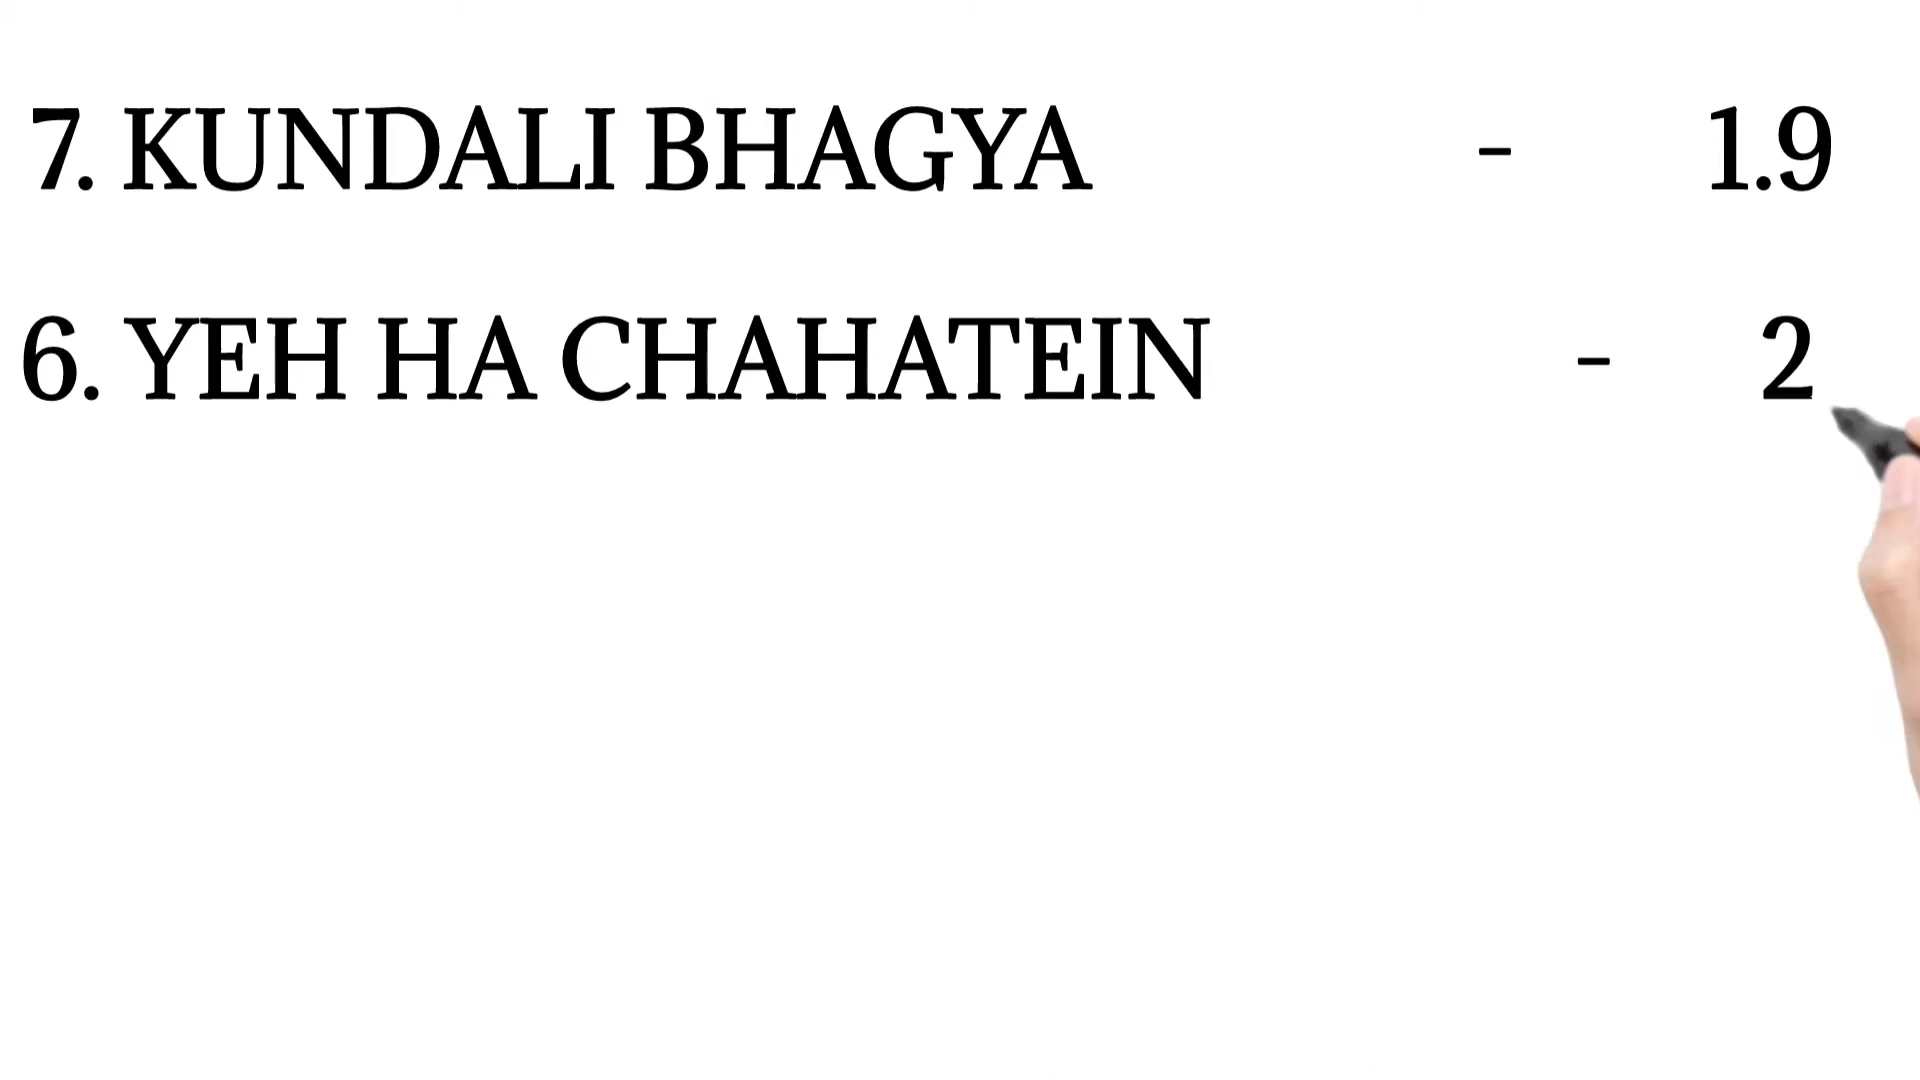 7. KUNDALI BHAGYA - 1.9
6. YEH HA CHAHATEIN - 2